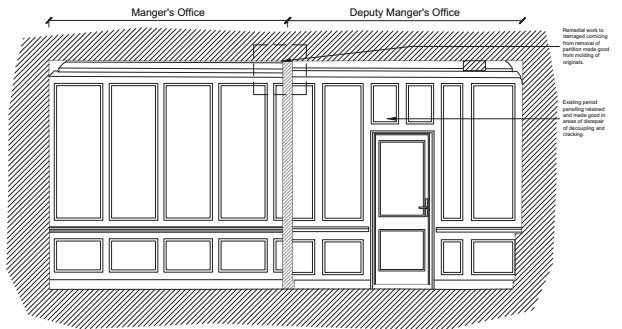 Manger's Office
Deputy Manger's Office
Remedial work to
damaged cornicing
from removal of
partition made good
from molding of
originals.
Existing period
panelling retained
and made good in
areas of disrepair
of decoupling and
cracking.